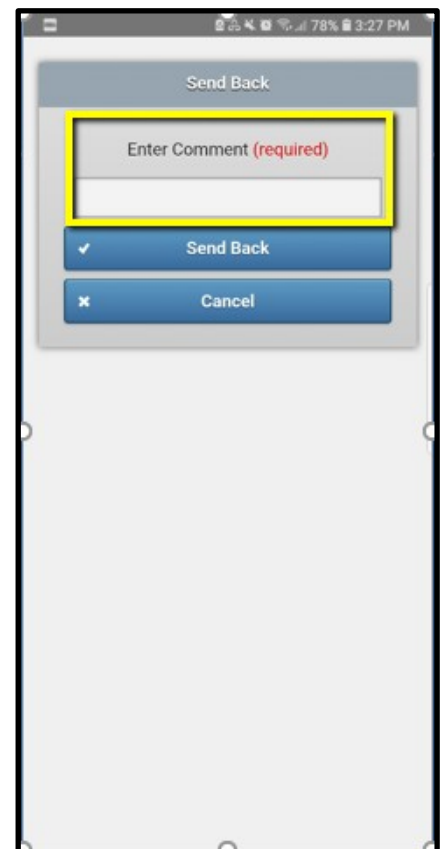 78% 3:27 PM
Send Back
Enter Comment (required)
Send Back
Cancel